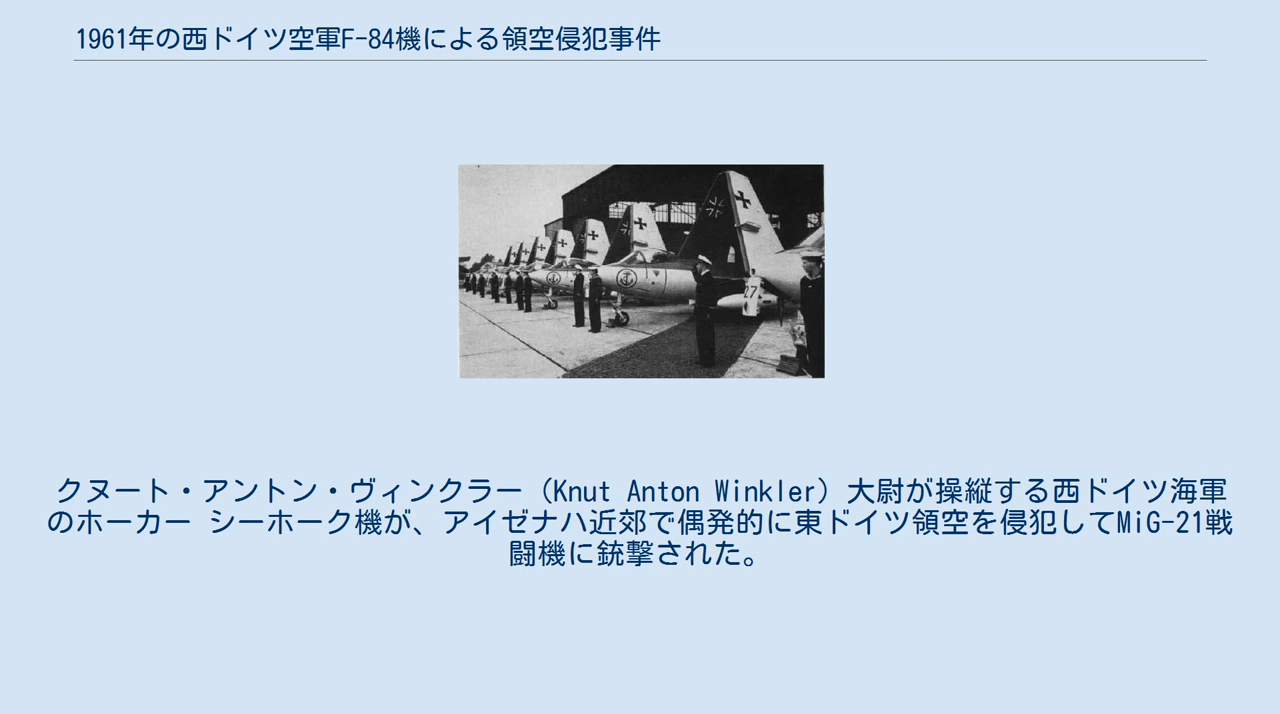 1961年の西ドイツ空軍F-84機による領空侵犯事件
27
クヌート・アントン・ヴィンクラー（Knut Anton Winkler）大尉が操縦する西ドイツ海軍
のホーカー シーホーク機が、アイゼナハ近郊で偶発的に東ドイツ領空を侵犯してMiG-21戦
闘機に銃撃された。